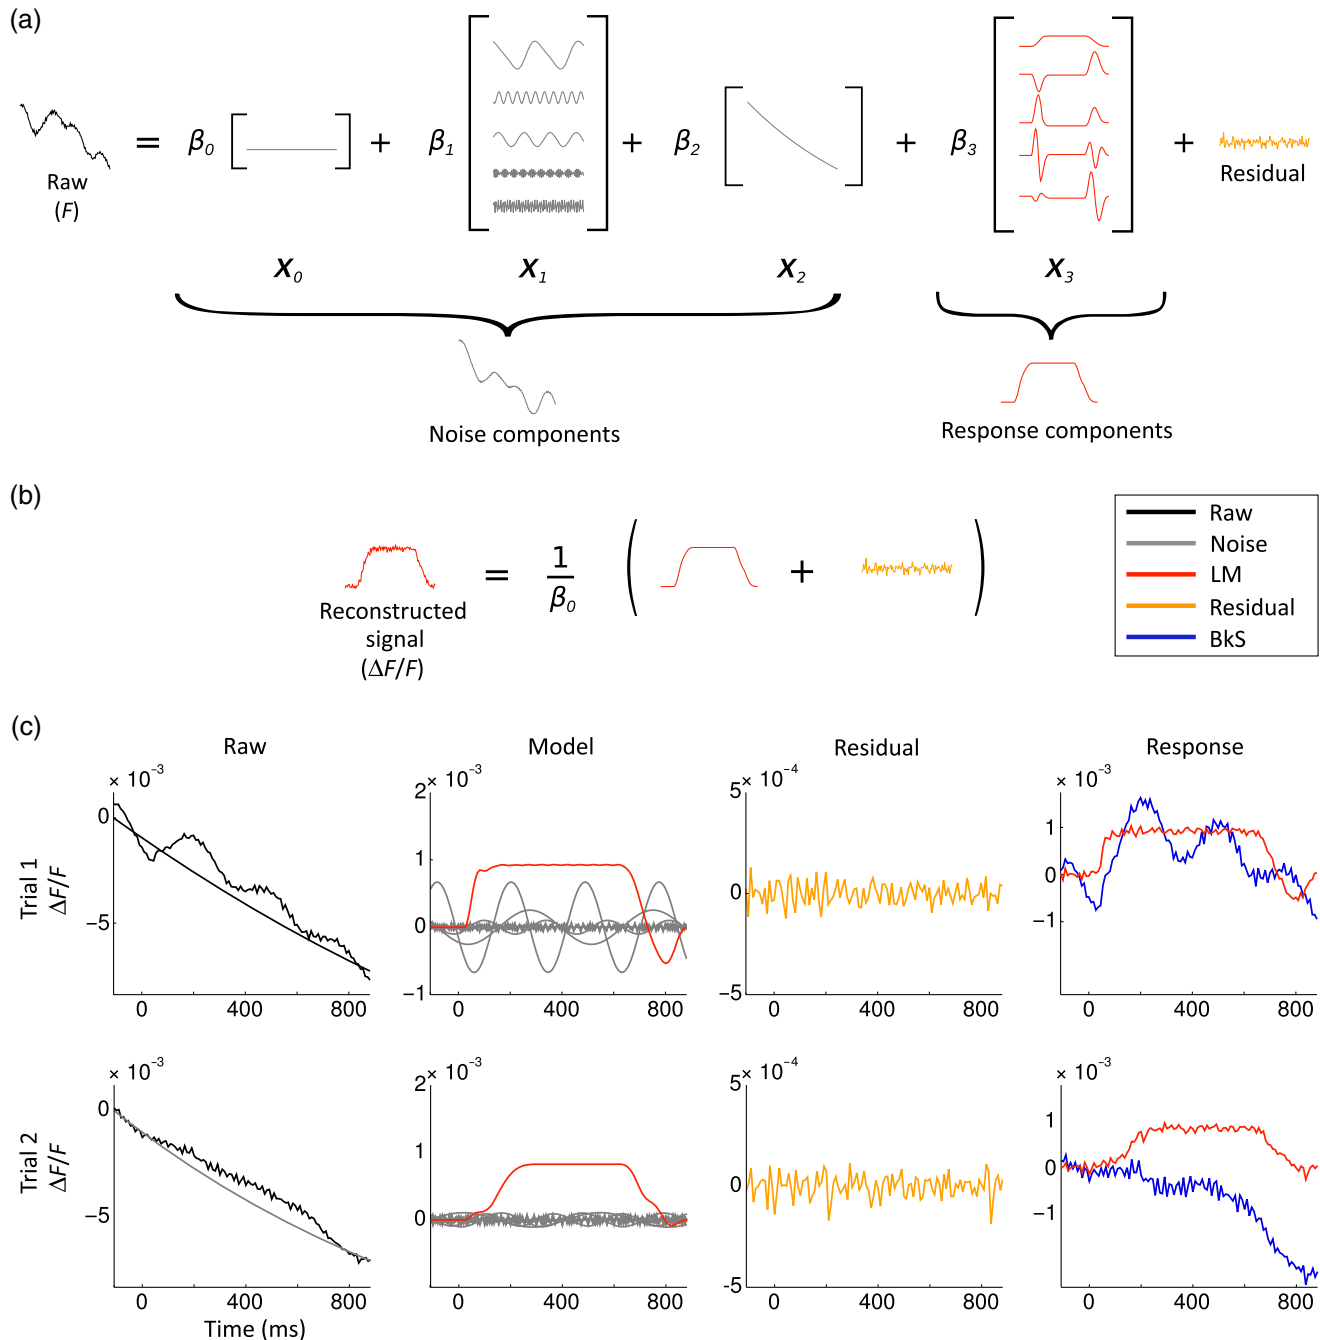 (a)
Raw
(F)
=
β0
+
β1
+
β2
+
β3
+
Residual
X0
X1
X2
X3
Noise components
Response components
(b)
Reconstructed
signal
(ΔF/F)
=
1
β0
(
+
)
Raw
Noise
LM
Residual
BkS
(c)
Raw
Model
Residual
Response
Trial 1
ΔF/F
× 10⁻³
0
−5
0 400 800
2× 10⁻³
1
0
−1
0 400 800
5× 10⁻⁴
0
−5
0 400 800
× 10⁻³
1
0
−1
0 400 800
Trial 2
ΔF/F
× 10⁻³
0
−5
0 400 800
Time (ms)
2× 10⁻³
1
0
0 400 800
5× 10⁻⁴
0
-5
0 400 800
× 10⁻³
1
0
−1
0 400 800